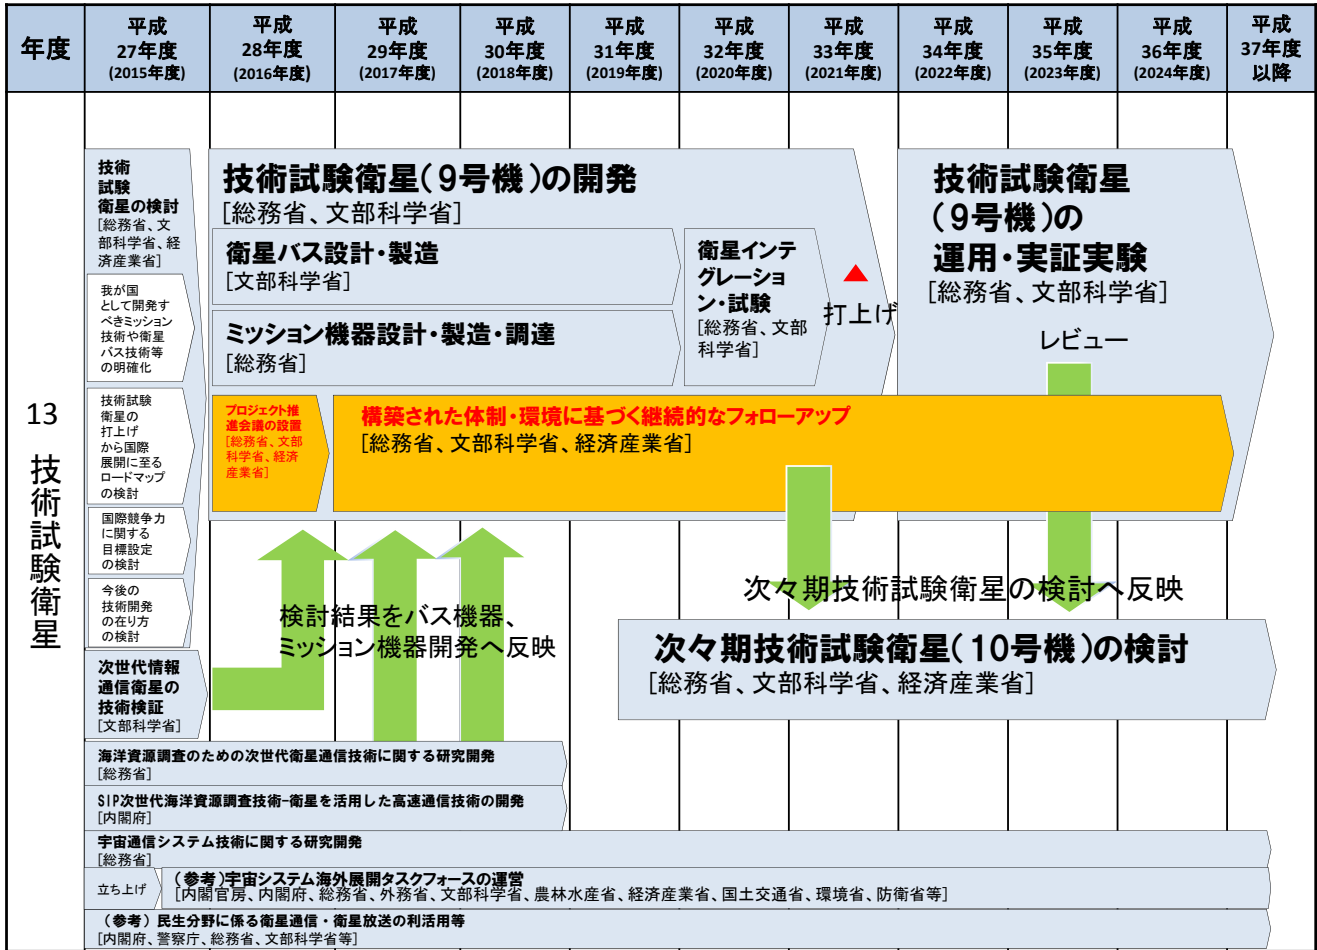 年度
平成
27年度
(2015年度)
平成
28年度
(2016年度)
平成
29年度
(2017年度)
平成
30年度
(2018年度)
平成
31年度
(2019年度)
平成
32年度
(2020年度)
平成
33年度
(2021年度)
平成
34年度
(2022年度)
平成
35年度
(2023年度)
平成
36年度
(2024年度)
平成
37年度
以降
13
技術試験衛星
技術
試験
衛星の検討
[総務省、文
部科学省、経
済産業省]
我が国
として開発す
べきミッション
技術や衛星
バス技術等
の明確化
技術試験
衛星の
打上げ
から国際
展開に至る
ロードマップ
の検討
国際競争力
に関する
目標設定
の検討
今後の
技術開発
の在り方
の検討
次世代情報
通信衛星の
技術検証
[文部科学省]
技術試験衛星(9号機)の開発
[総務省、文部科学省]
衛星バス設計・製造
[文部科学省]
ミッション機器設計・製造・調達
[総務省]
衛星インテ
グレーショ
ン・試験
[総務省、文部
科学省]
打上げ
技術試験衛星
(9号機)の
運用・実証実験
[総務省、文部科学省]
レビュー
プロジェクト推
進会議の設置
[総務省、文部
科学省、経済
産業省]
構築された体制・環境に基づく継続的なフォローアップ
[総務省、文部科学省、経済産業省]
検討結果をバス機器、
ミッション機器開発へ反映
次々期技術試験衛星の検討へ反映
次々期技術試験衛星(10号機)の検討
[総務省、文部科学省、経済産業省]
海洋資源調査のための次世代衛星通信技術に関する研究開発
[総務省]
SIP次世代海洋資源調査技術-衛星を活用した高速通信技術の開発
[内閣府]
宇宙通信システム技術に関する研究開発
[総務省]
立ち上げ
(参考)宇宙システム海外展開タスクフォースの運営
[内閣官房、内閣府、総務省、外務省、文部科学省、農林水産省、経済産業省、国土交通省、環境省、防衛省等]
(参考)民生分野に係る衛星通信・衛星放送の利活用等
[内閣府、警察庁、総務省、文部科学省等]